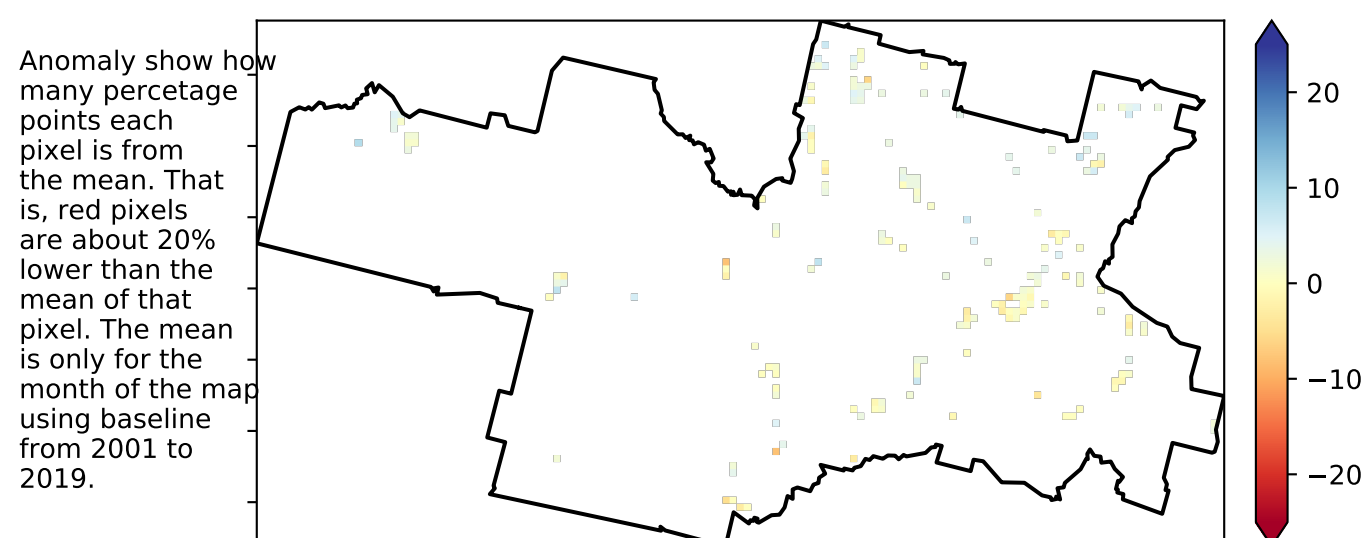 Anomaly show how
many percetage
points each
pixel is from
the mean. That
is, red pixels
are about 20%
lower than the
mean of that
pixel. The mean
is only for the
month of the map
using baseline
from 2001 to
2019.
20
10
0
−10
−20